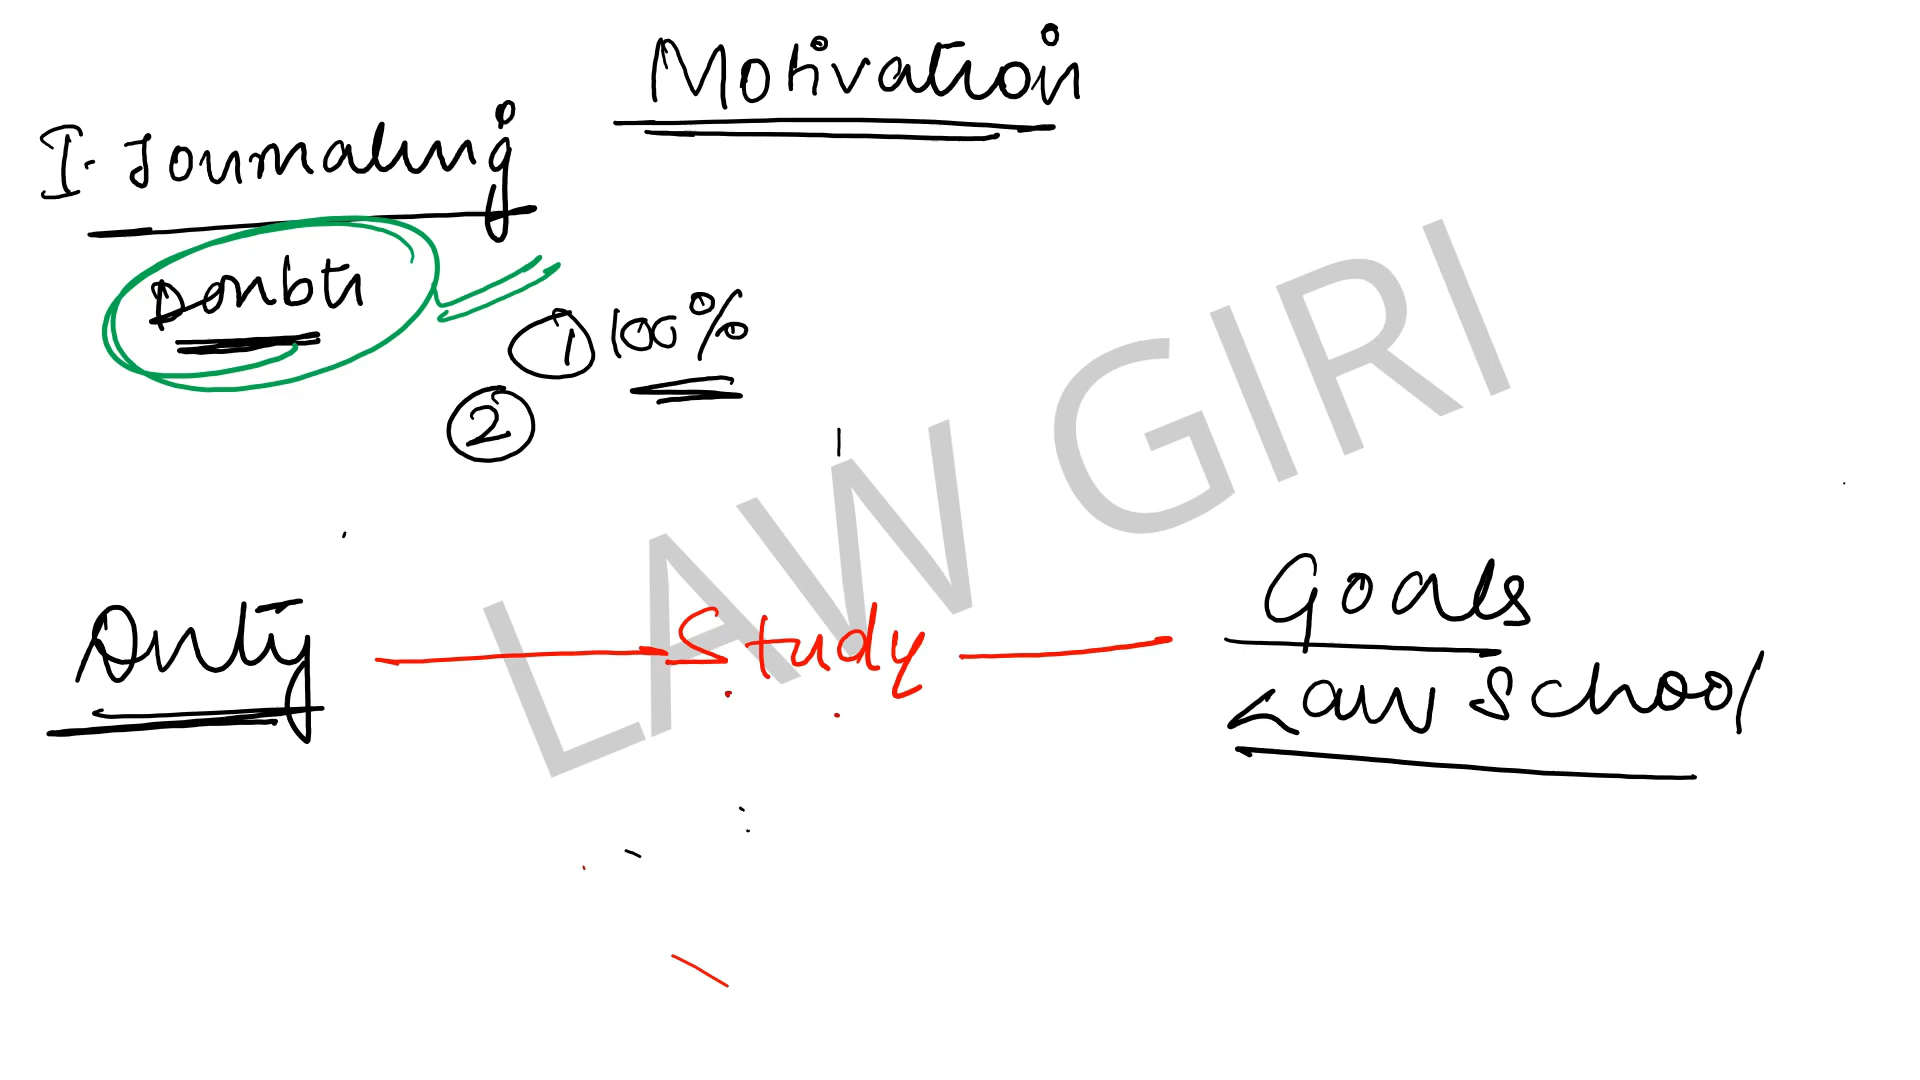 Motivation
I. Journaling
Doubts
① 100%
②
Duty Study Goals
Law School
LAW GIRI